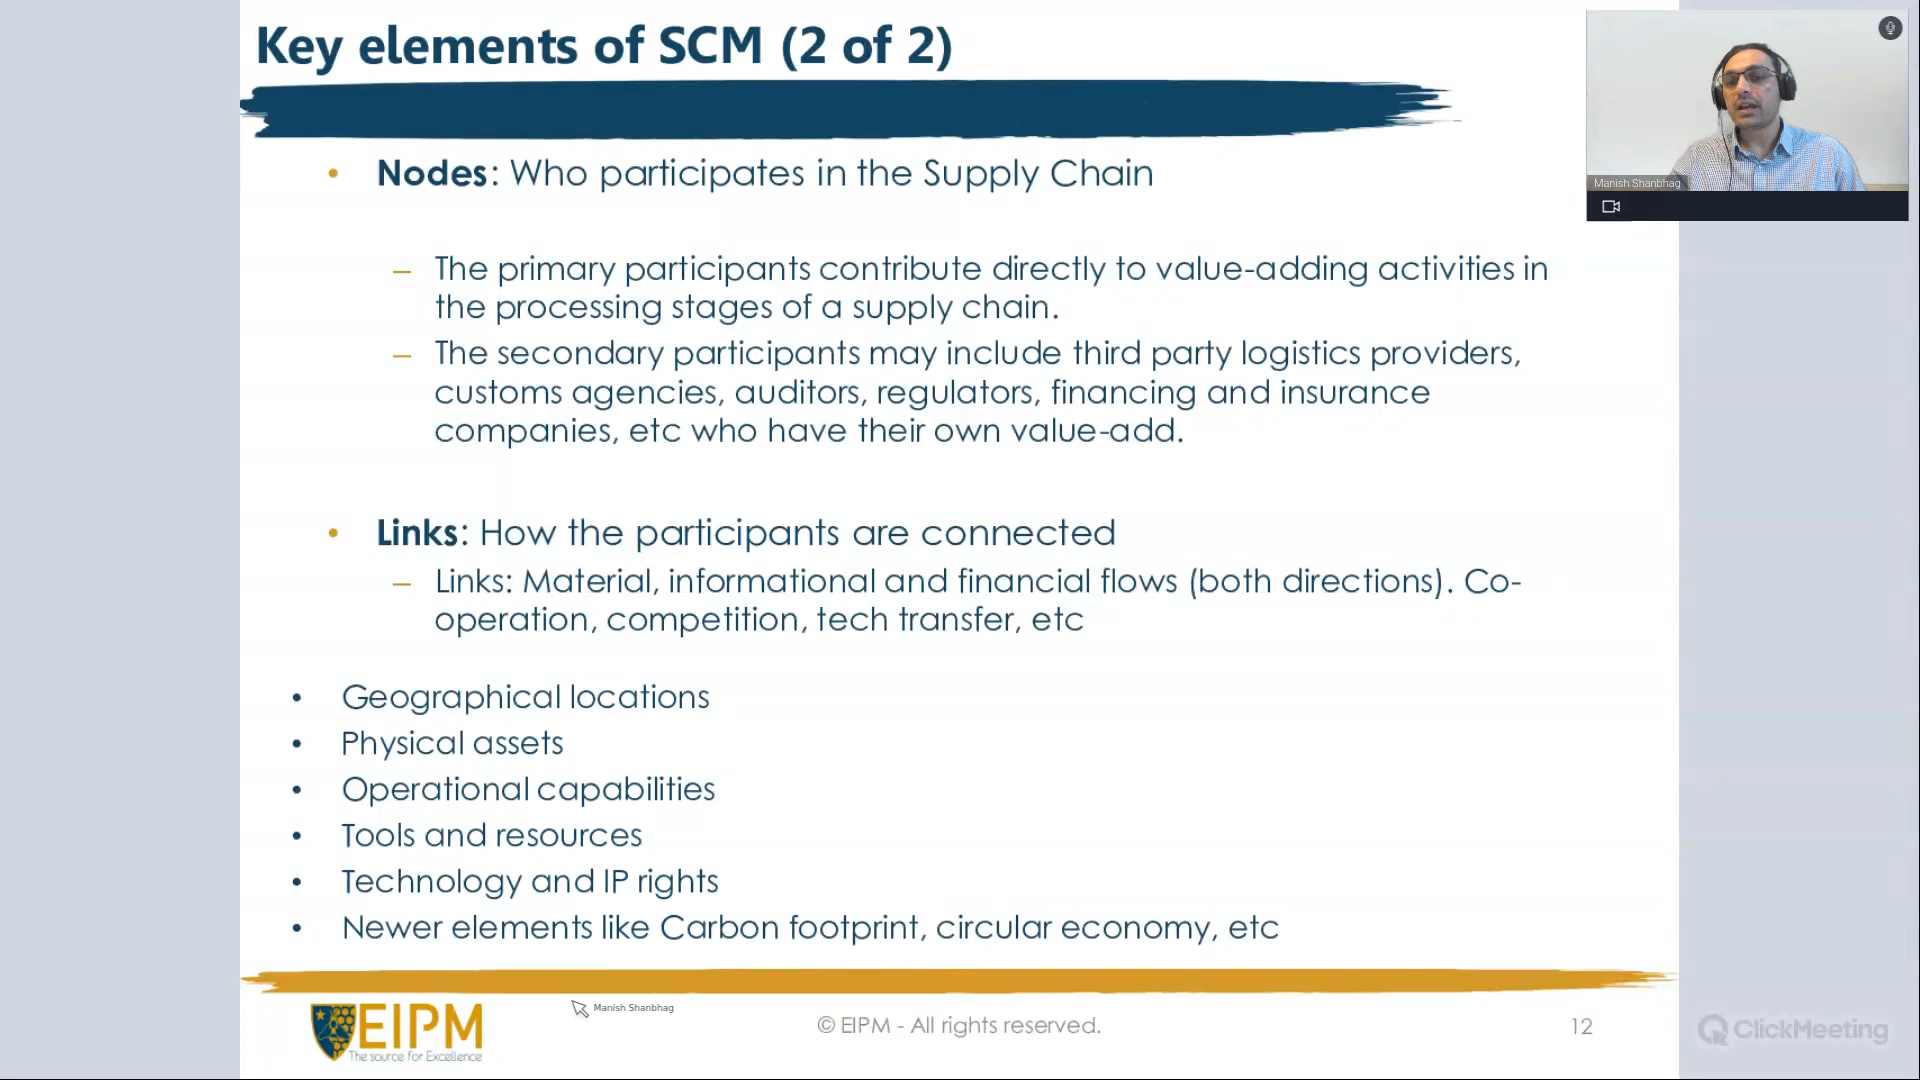 Key elements of SCM (2 of 2)
Manish Shanbhag
• Nodes: Who participates in the Supply Chain
– The primary participants contribute directly to value-adding activities in
the processing stages of a supply chain.
– The secondary participants may include third party logistics providers,
customs agencies, auditors, regulators, financing and insurance
companies, etc who have their own value-add.
• Links: How the participants are connected
– Links: Material, informational and financial flows (both directions). Co-
operation, competition, tech transfer, etc
• Geographical locations
• Physical assets
• Operational capabilities
• Tools and resources
• Technology and IP rights
• Newer elements like Carbon footprint, circular economy, etc
EIPM
The source for Excellence
Manish Shanbhag
© EIPM - All rights reserved.
12
ClickMeeting